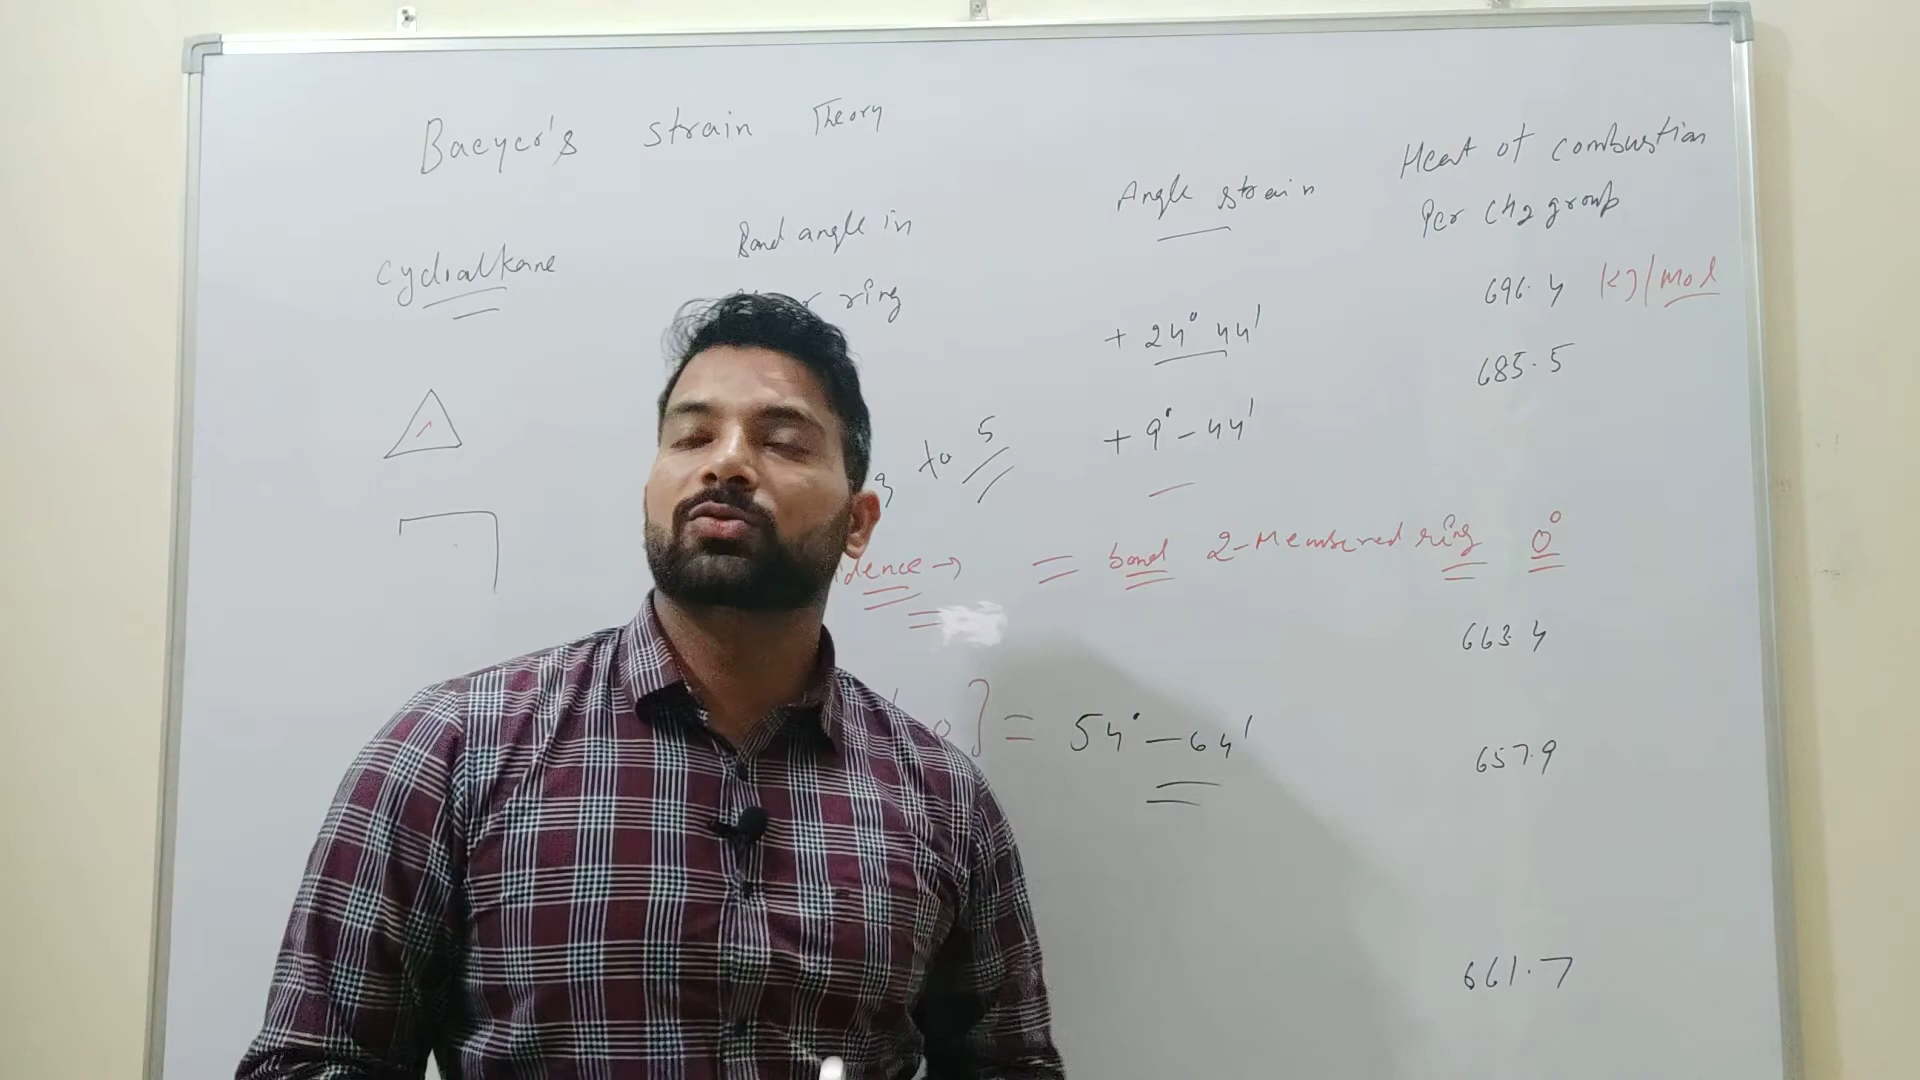 Baeyer's strain Theory
Heat of combustion
Per CH2 group
Angle strain
Bond angle in
ring
Cycloalkane
696.4 kJ/mol
+ 24° 44'
685.5
+ 9° - 44'
to 5
idence → = bond 2-Membered ring 0°
663.4
] = 54° - 64'
657.9
661.7